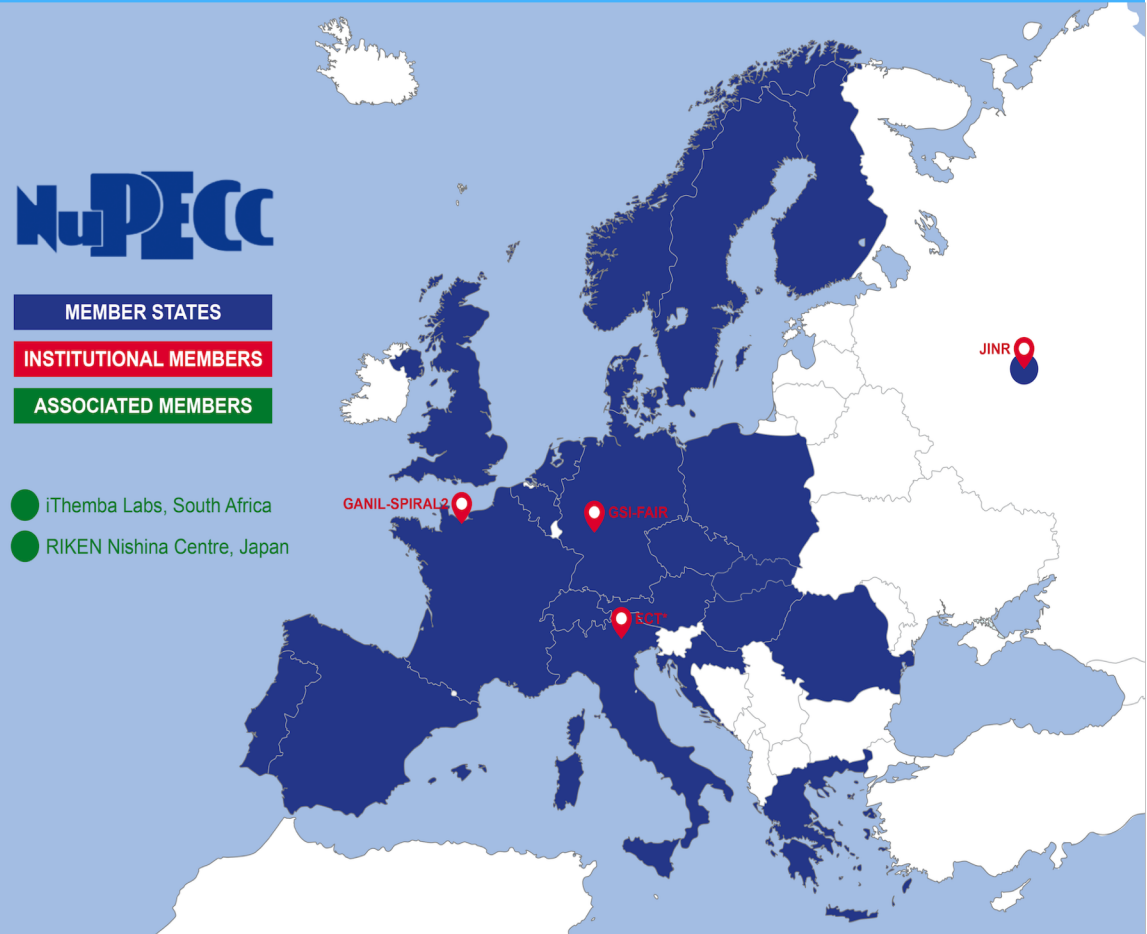 NuPECC
MEMBER STATES
INSTITUTIONAL MEMBERS
ASSOCIATED MEMBERS
iThemba Labs, South Africa
RIKEN Nishina Centre, Japan
JINR
GANIL-SPIRAL2
GSI-FAIR
ECT*